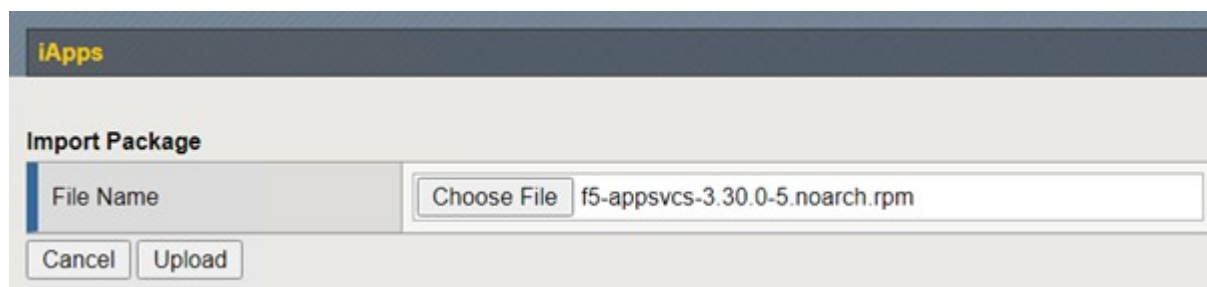 iApps
Import Package
File Name Choose File f5-appsvcs-3.30.0-5.noarch.rpm
Cancel Upload